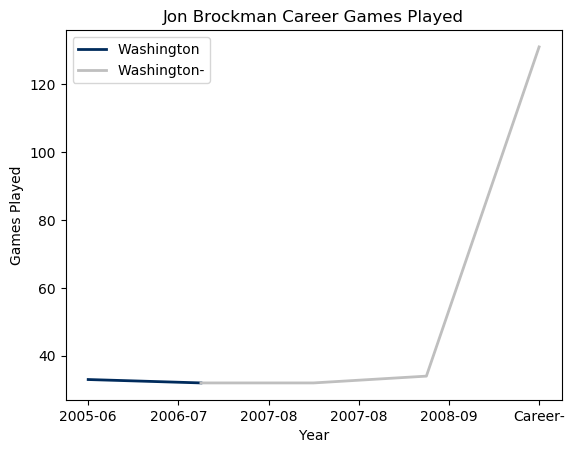 Jon Brockman Career Games Played
Washington
Washington-
120
100
80
60
40
Games Played
2005-06 2006-07 2007-08 2007-08 2008-09 Career-
Year